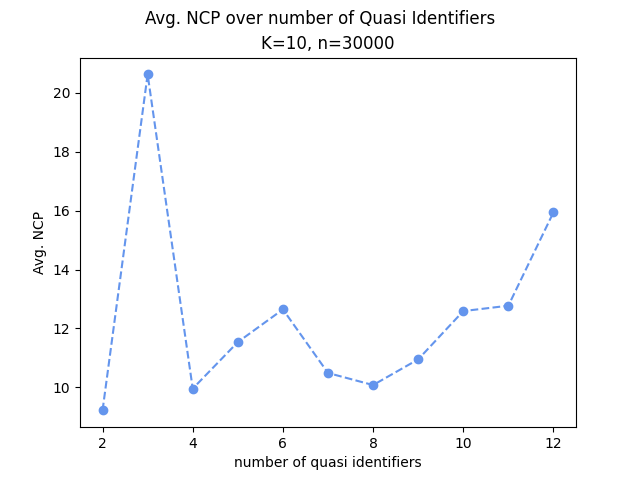 Avg. NCP over number of Quasi Identifiers
K=10, n=30000
20
18
16
14
12
10
Avg. NCP
2 4 6 8 10 12
number of quasi identifiers